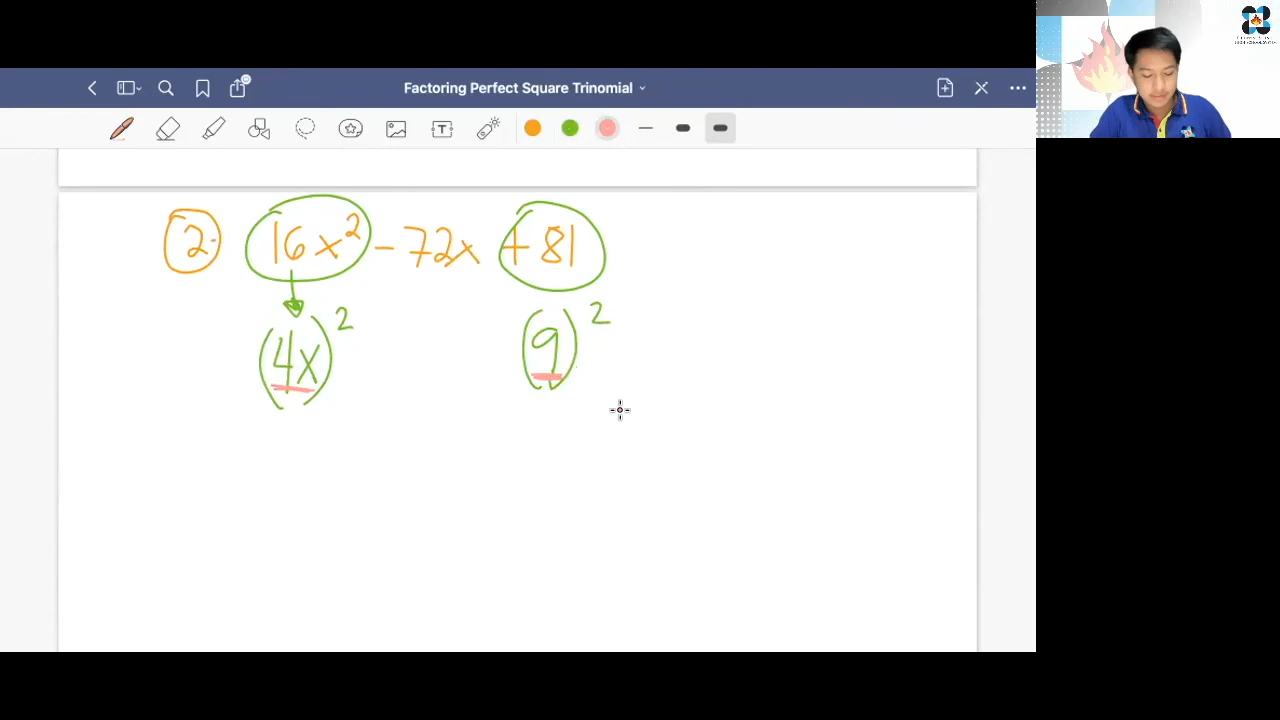 Factoring Perfect Square Trinomial
T
2. 16x² - 72x + 81
(4x)² (9)²